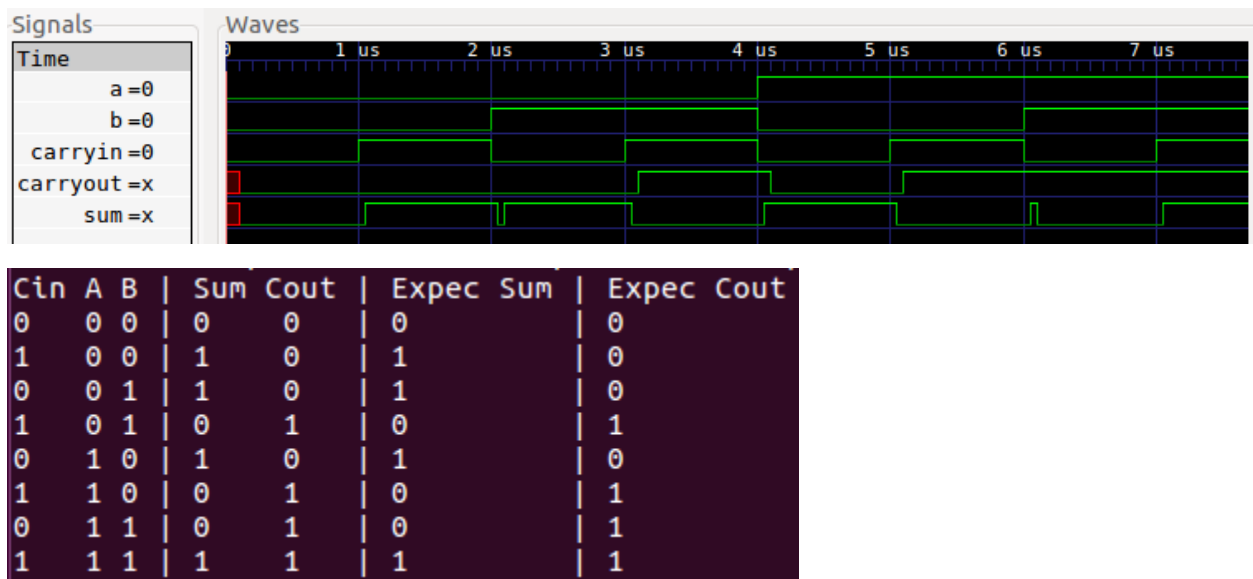 Signals Waves
Time 0 1 us 2 us 3 us 4 us 5 us 6 us 7 us
a =0
b =0
carryin =0
carryout =x
sum =x
Cin A B | Sum Cout | Expec Sum | Expec Cout
0 0 0 | 0 0 | 0 | 0
1 0 0 | 1 0 | 1 | 0
0 0 1 | 1 0 | 1 | 0
1 0 1 | 0 1 | 0 | 1
0 1 0 | 1 0 | 1 | 0
1 1 0 | 0 1 | 0 | 1
0 1 1 | 0 1 | 0 | 1
1 1 1 | 1 1 | 1 | 1